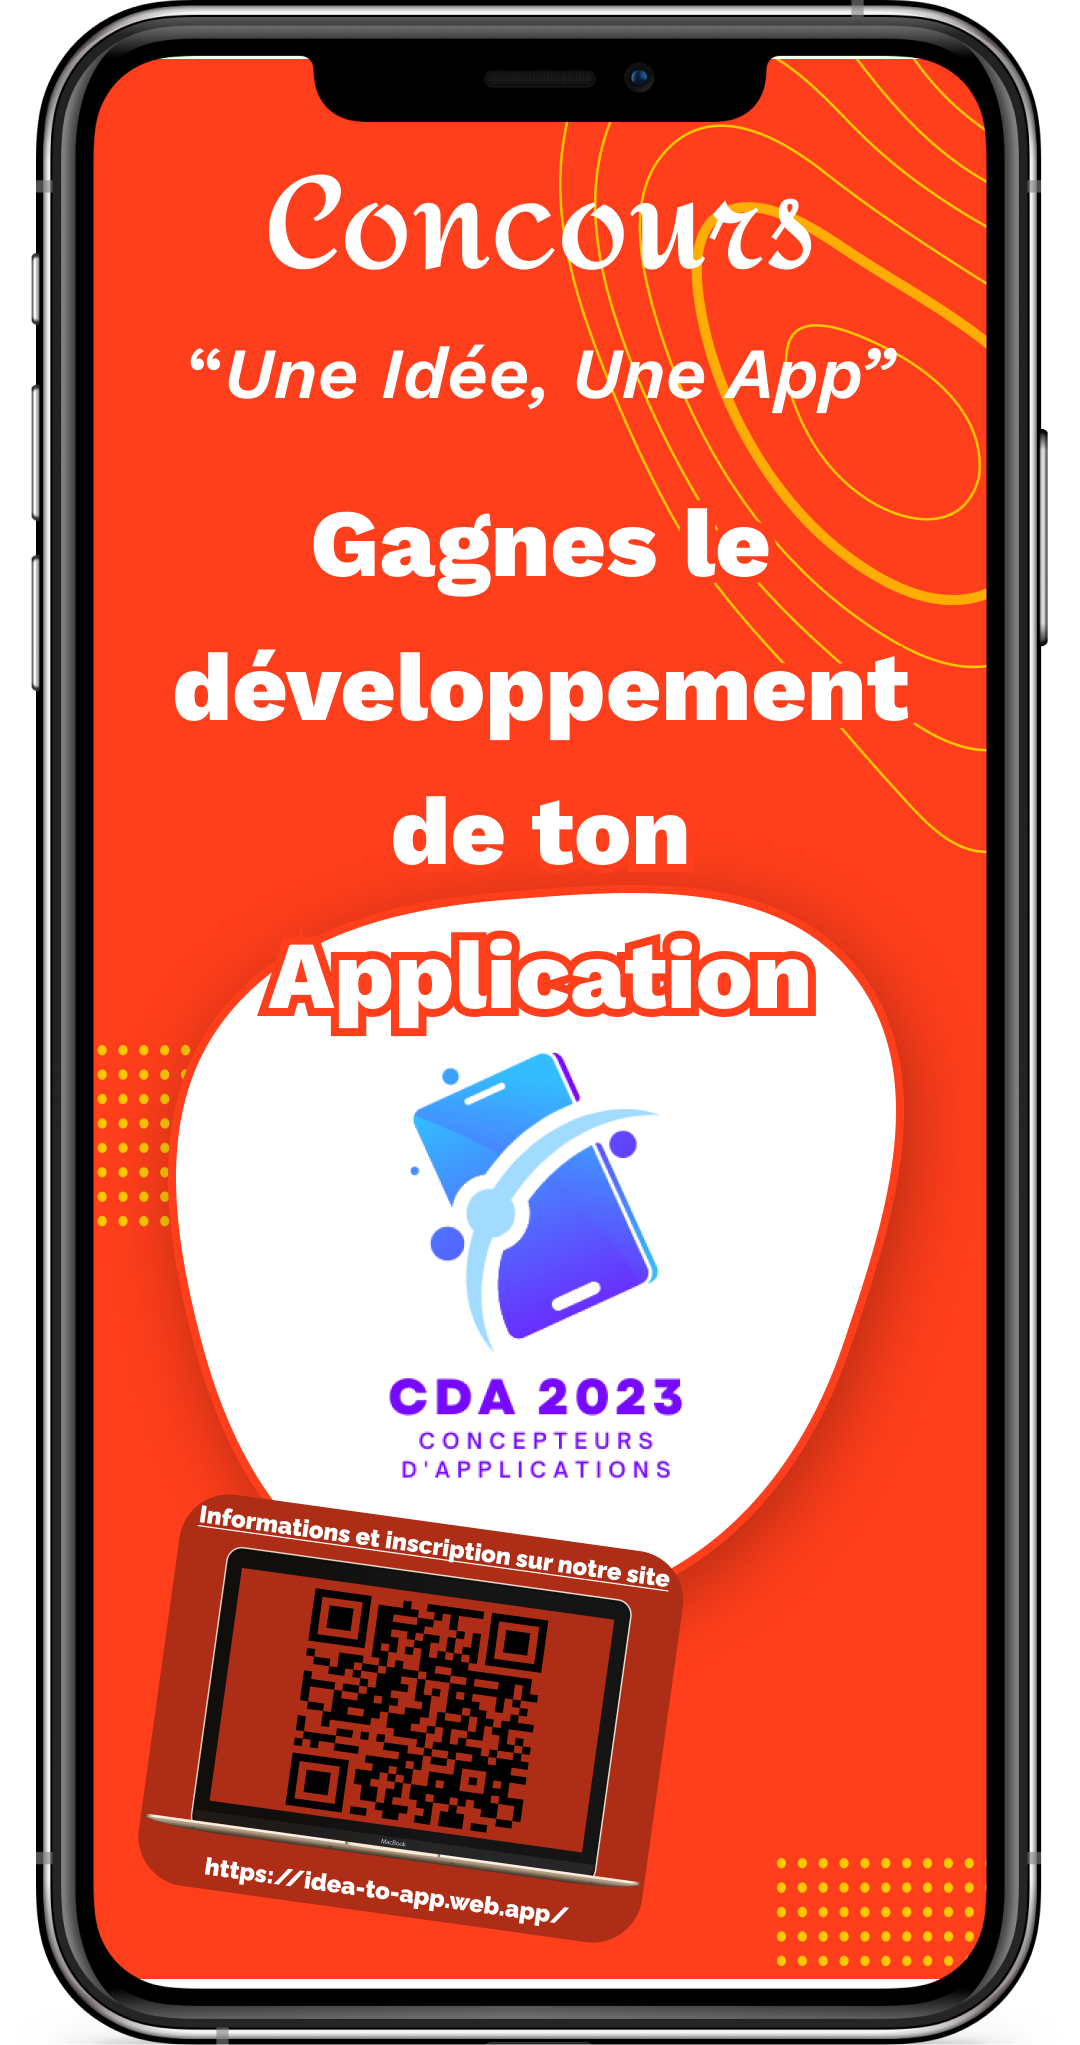 Concours
“Une Idée, Une App”
Gagnes le
développement
de ton
Application
CDA 2023
CONCEPTEURS
D'APPLICATIONS
Informations et inscription sur notre site
MacBook
https://idea-to-app.web.app/